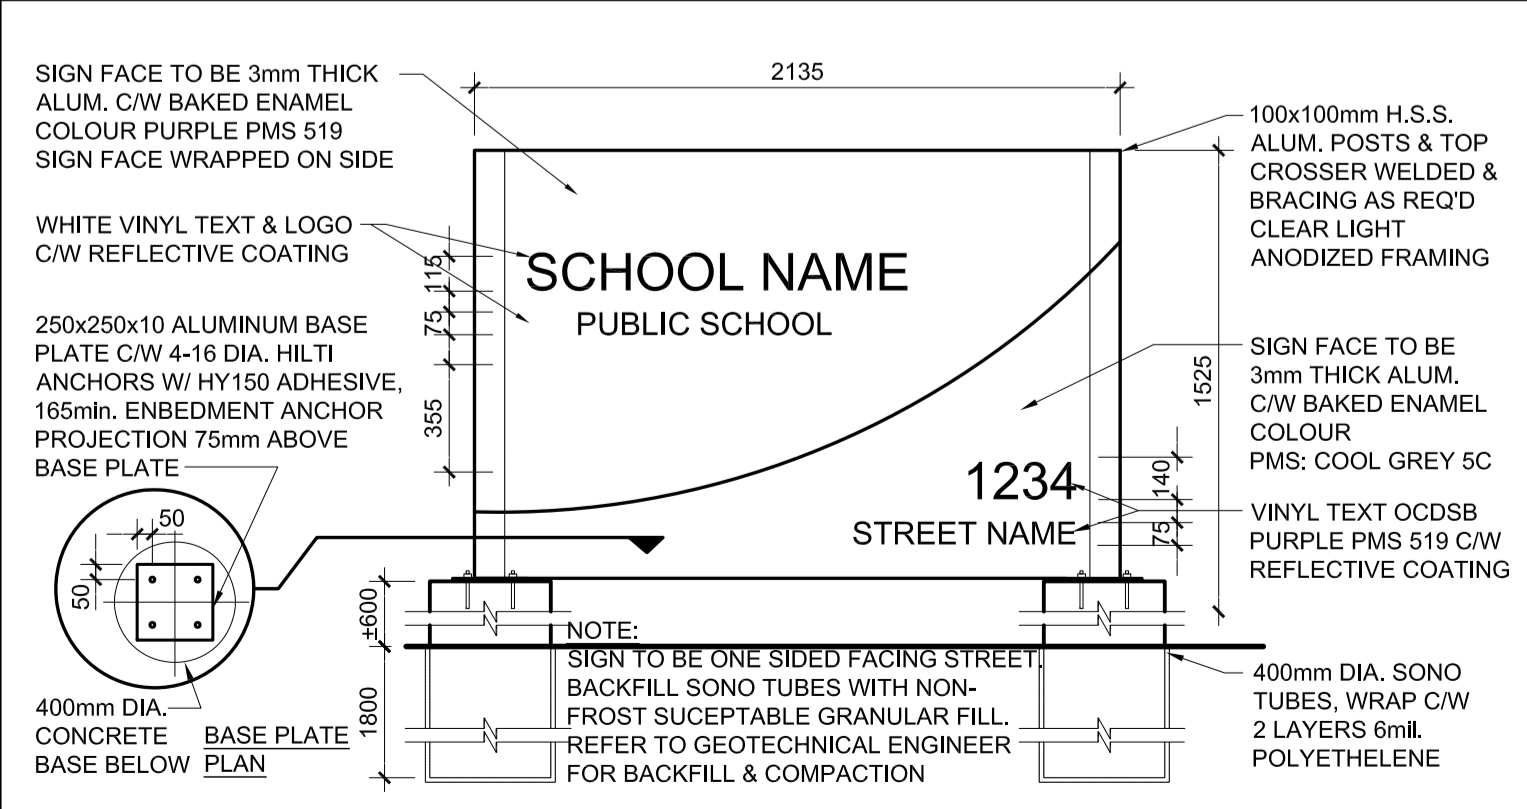 SIGN FACE TO BE 3mm THICK
ALUM. C/W BAKED ENAMEL
COLOUR PURPLE PMS 519
SIGN FACE WRAPPED ON SIDE
WHITE VINYL TEXT & LOGO
C/W REFLECTIVE COATING
250x250x10 ALUMINUM BASE
PLATE C/W 4-16 DIA. HILTI
ANCHORS W/ HY150 ADHESIVE,
165min. ENBEDMENT ANCHOR
PROJECTION 75mm ABOVE
BASE PLATE
50
50
400mm DIA.
CONCRETE
BASE BELOW
BASE PLATE
PLAN
2135
115
75
355
±600
1800
SCHOOL NAME
PUBLIC SCHOOL
1234
STREET NAME
140
75
1525
NOTE:
SIGN TO BE ONE SIDED FACING STREET.
BACKFILL SONO TUBES WITH NON-
FROST SUCEPTABLE GRANULAR FILL.
REFER TO GEOTECHNICAL ENGINEER
FOR BACKFILL & COMPACTION
100x100mm H.S.S.
ALUM. POSTS & TOP
CROSSER WELDED &
BRACING AS REQ'D
CLEAR LIGHT
ANODIZED FRAMING
SIGN FACE TO BE
3mm THICK ALUM.
C/W BAKED ENAMEL
COLOUR
PMS: COOL GREY 5C
VINYL TEXT OCDSB
PURPLE PMS 519 C/W
REFLECTIVE COATING
400mm DIA. SONO
TUBES, WRAP C/W
2 LAYERS 6mil.
POLYETHELENE